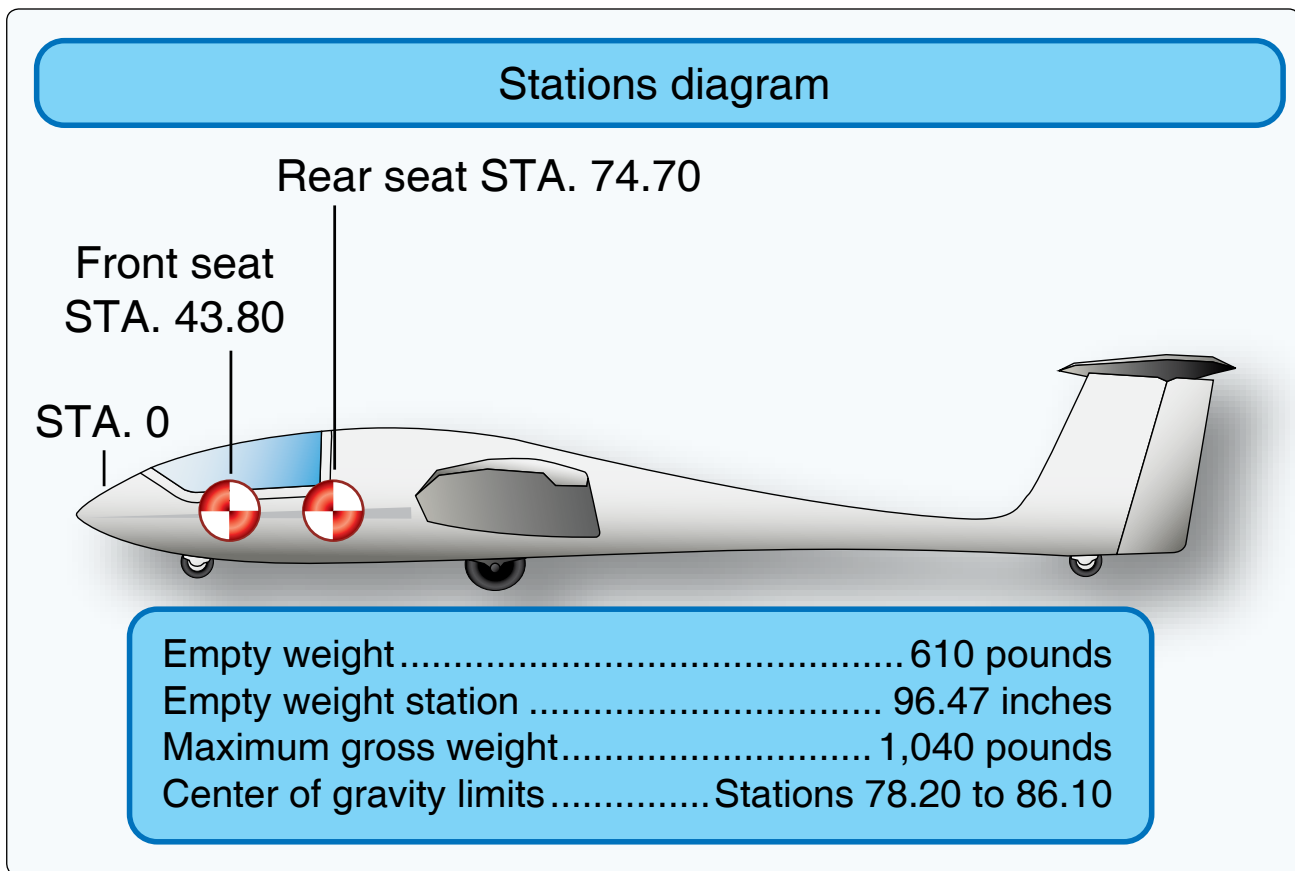 Stations diagram
Rear seat STA. 74.70
Front seat
STA. 43.80
STA. 0
Empty weight............................................... 610 pounds
Empty weight station ................................. 96.47 inches
Maximum gross weight............................. 1,040 pounds
Center of gravity limits...............Stations 78.20 to 86.10